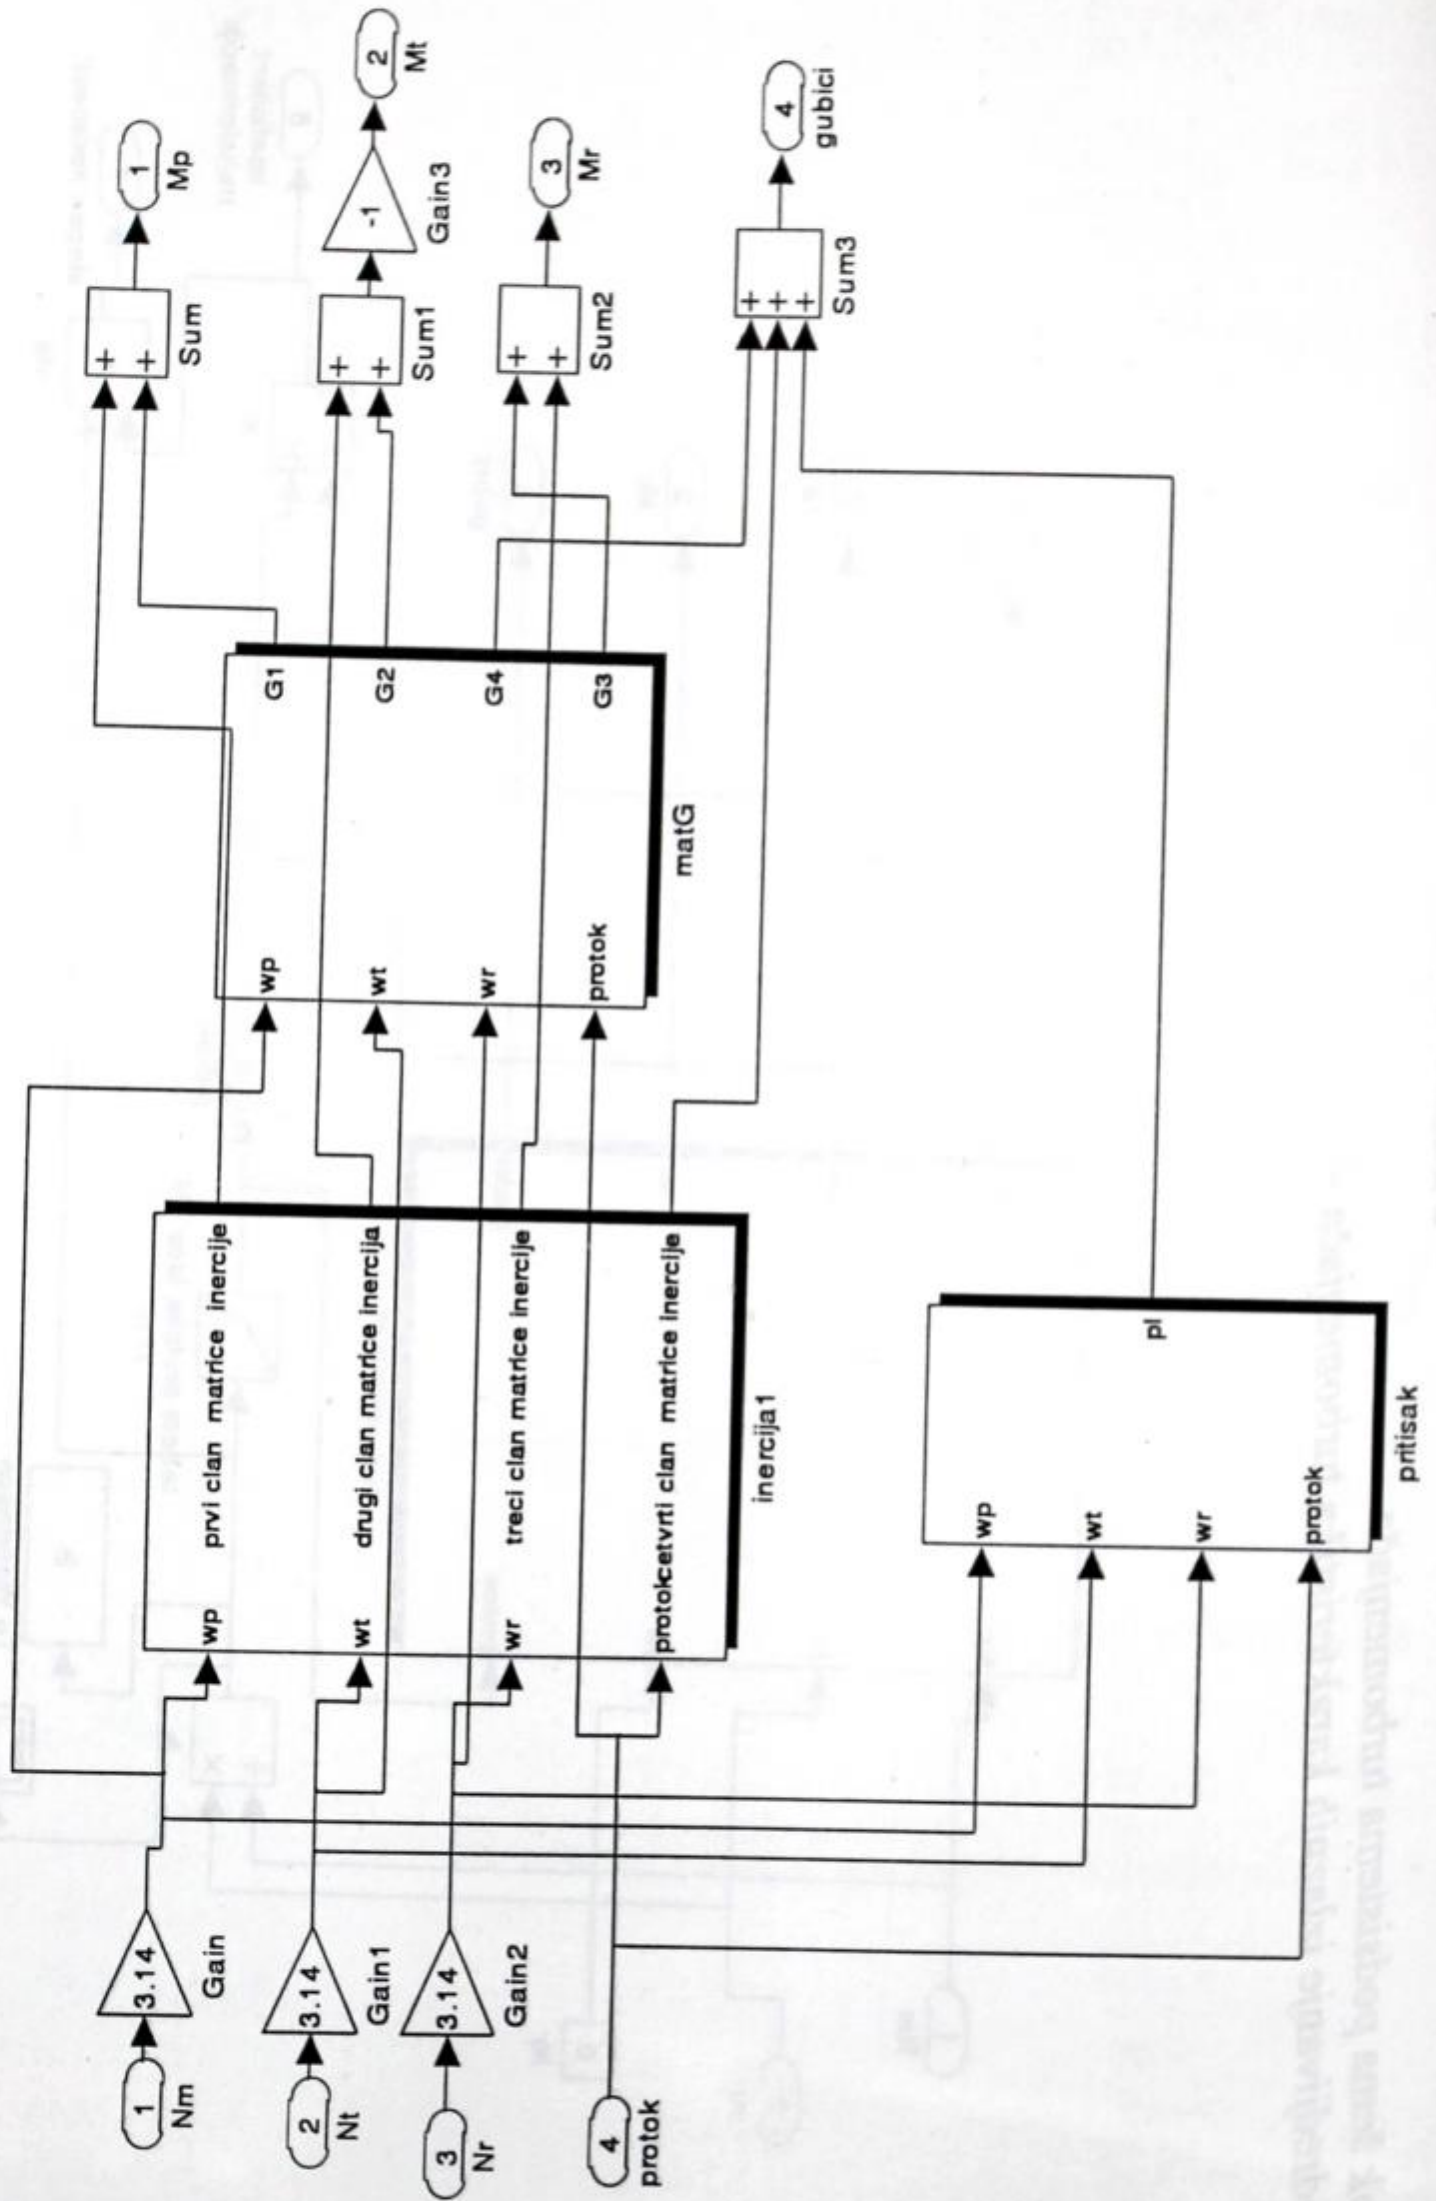 1
Nm
3.14
Gain
2
Nt
3.14
Gain1
3
Nr
3.14
Gain2
4
protok
wp
prvi clan matrice inercije
wt
drugi clan matrice inercija
wr
treci clan matrice inercije
protokcetvrti clan matrice inercije
inercija1
wp
wt
wr
protok
pl
pritisak
wp
wt
wr
protok
G1
G2
G4
G3
matG
+
+
Sum
1
Mp
+
+
Sum1
-1
Gain3
2
Mt
+
+
Sum2
3
Mr
+
+
+
Sum3
4
gubici